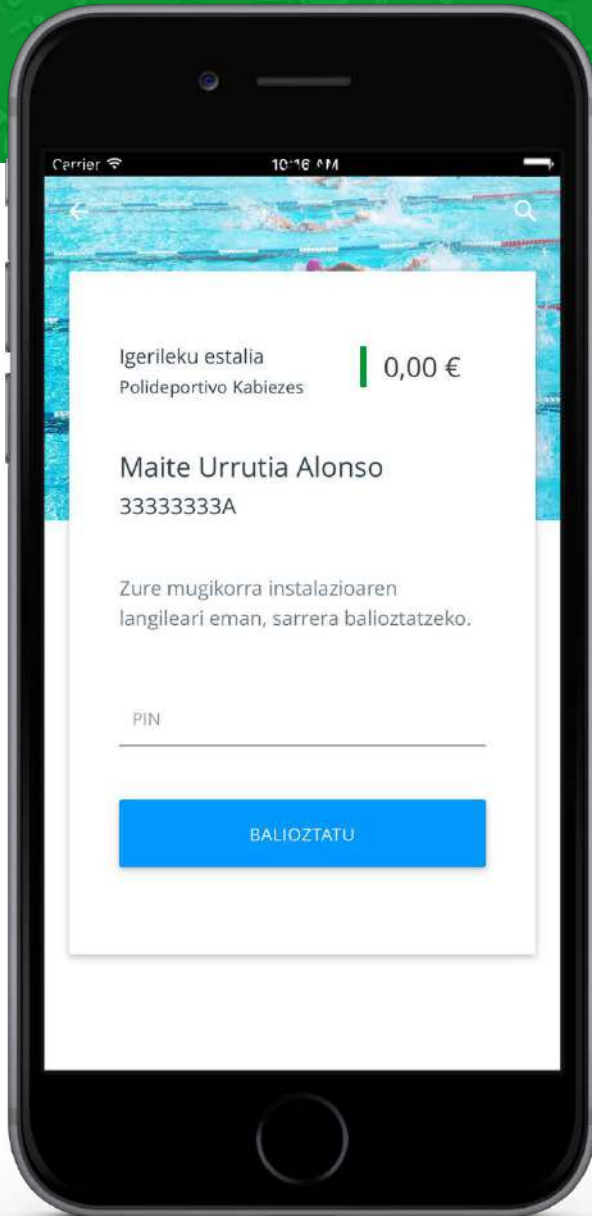 Carrier
10:16 AM
Igerileku estalia
Polideportivo Kabiezes
0,00 €
Maite Urrutia Alonso
33333333A
Zure mugikorra instalazioaren
langileari eman, sarrera balioztatzeko.
PIN
BALIOZTATU